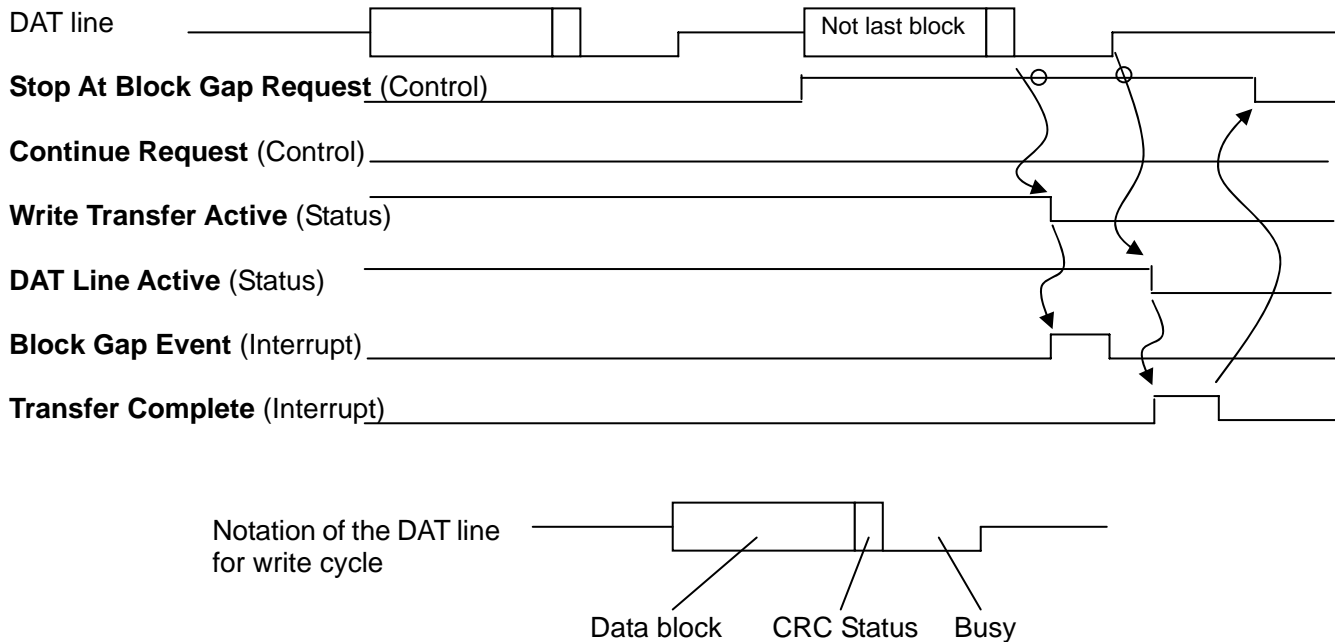 DAT line
Not last block
Stop At Block Gap Request (Control)
Continue Request (Control)
Write Transfer Active (Status)
DAT Line Active (Status)
Block Gap Event (Interrupt)
Transfer Complete (Interrupt)
Notation of the DAT line
for write cycle
Data block CRC Status Busy